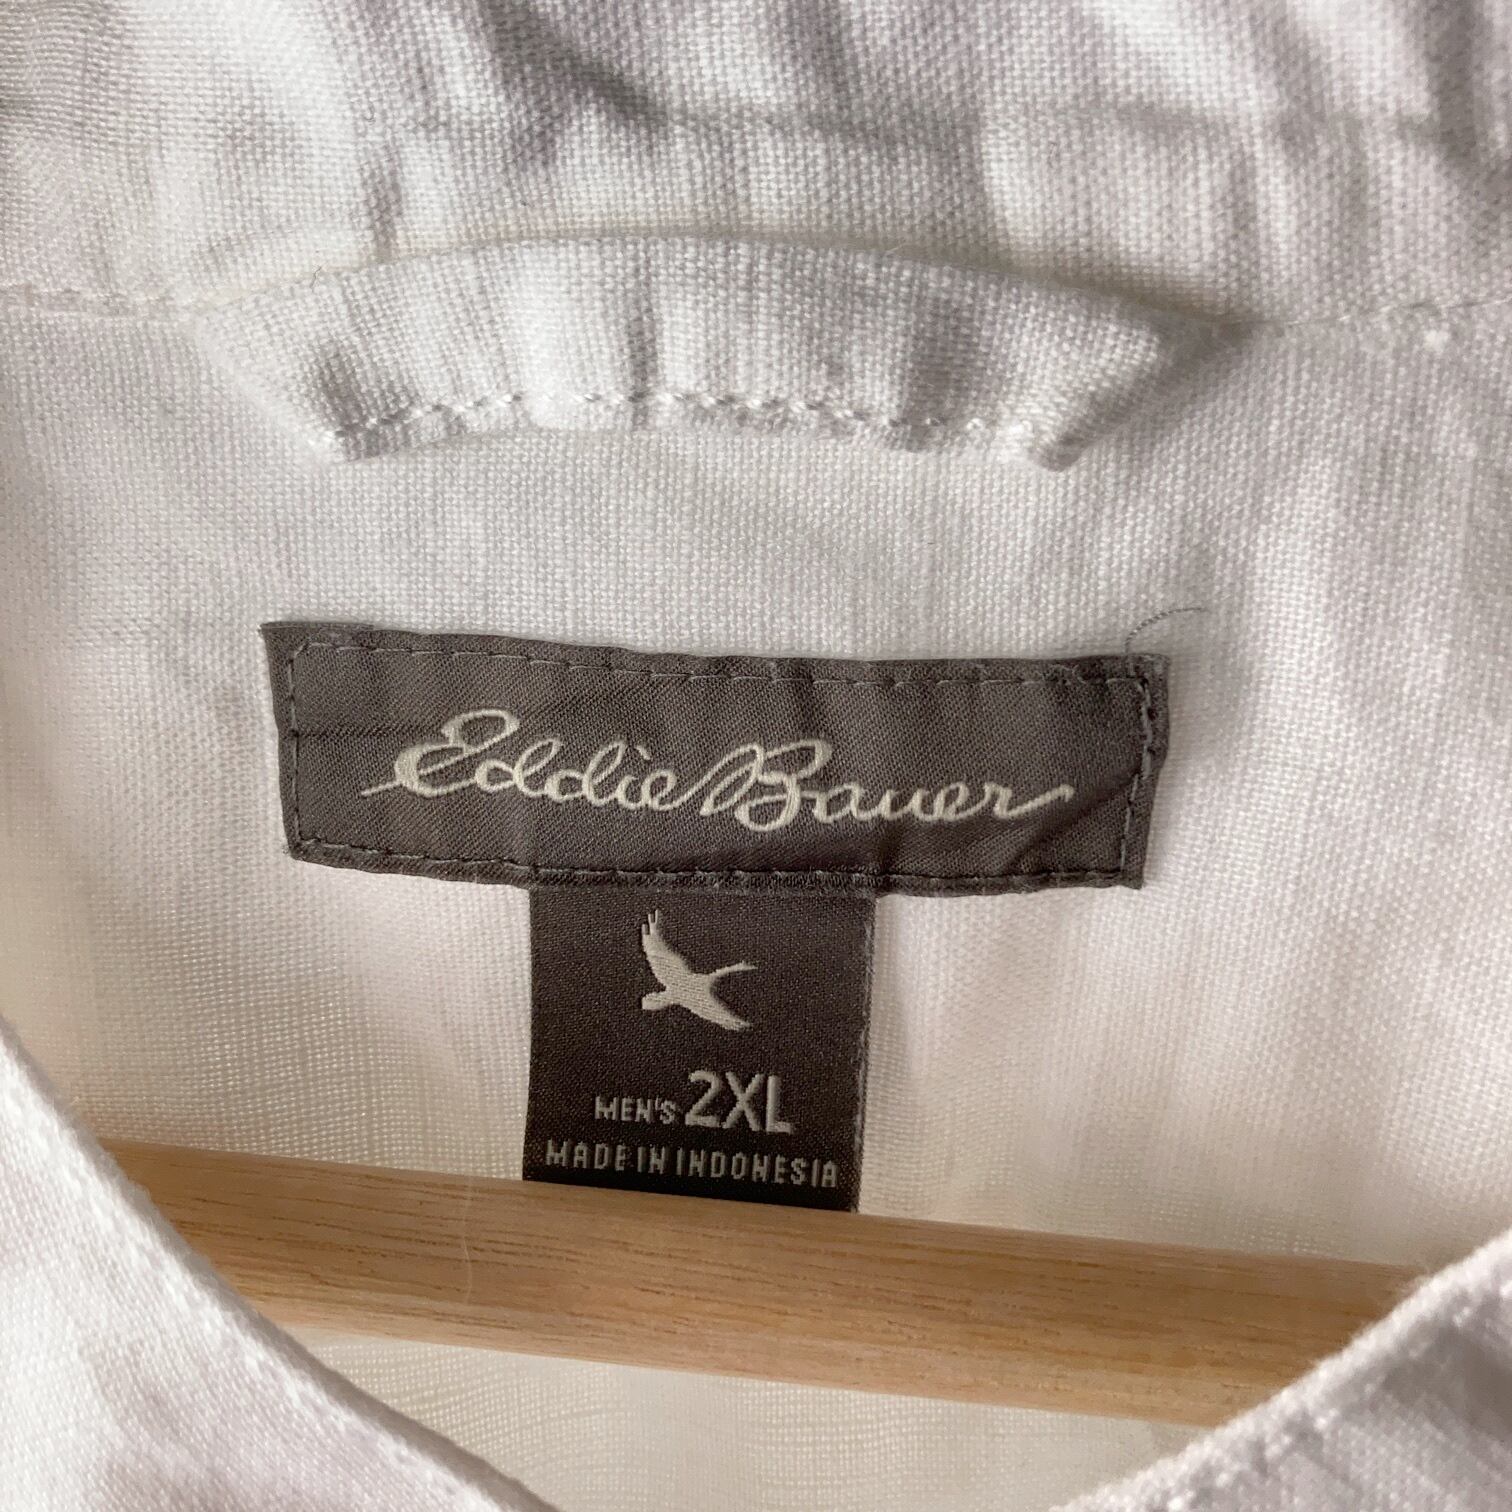 Eddie Bauer
MEN'S 2XL
MADE IN INDONESIA